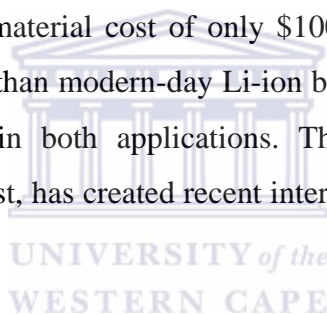 material cost of only $100
than modern-day Li-ion b
in both applications. Th
st, has created recent inter
UNIVERSITY of the
WESTERN CAPE